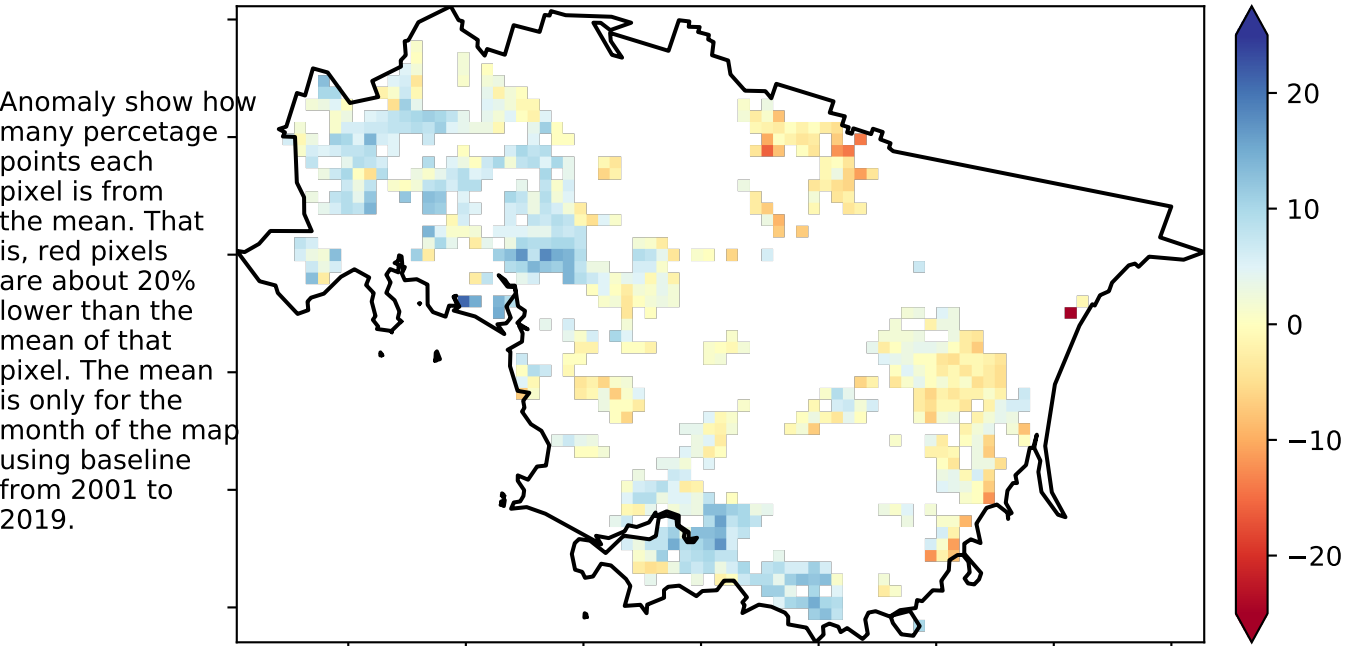 Anomaly show how
many percetage
points each
pixel is from
the mean. That
is, red pixels
are about 20%
lower than the
mean of that
pixel. The mean
is only for the
month of the map
using baseline
from 2001 to
2019.
20
10
0
−10
−20